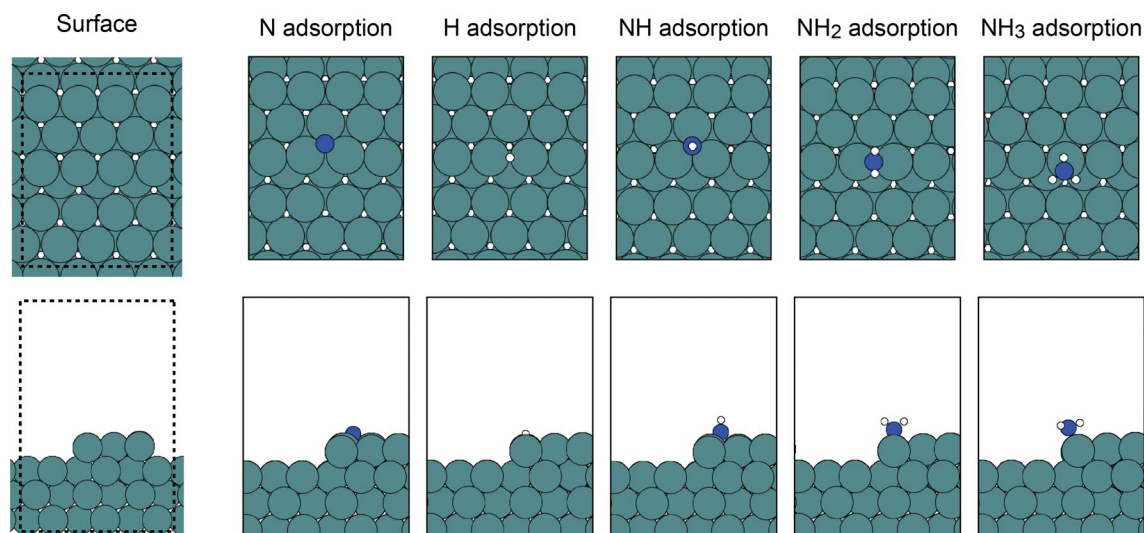 Surface
N adsorption
H adsorption
NH adsorption
NH2 adsorption
NH3 adsorption